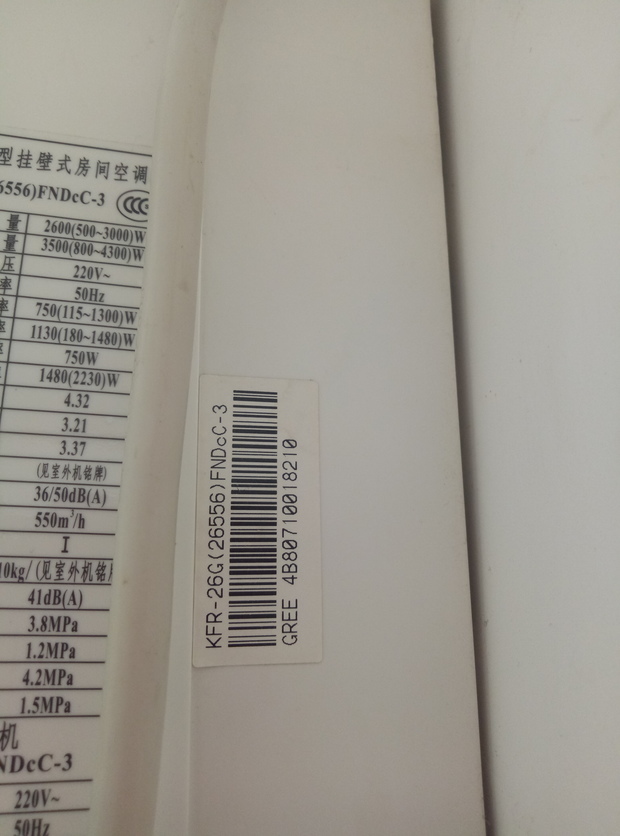 型挂壁式房间空调
6556)FNDcC-3
量 2600(500~3000)W
量 3500(800~4300)W
压 220V~
率 50Hz
率 750(115~1300)W
率 1130(180~1480)W
750W
1480(2230)W
4.32
3.21
3.37
(见室外机铭牌)
36/50dB(A)
550m³/h
I
10kg/(见室外机铭牌
41dB(A)
3.8MPa
1.2MPa
4.2MPa
1.5MPa
机
NDcC-3
220V~
50Hz
KFR-26G(26556)FNDcC-3
GREE 4B80710018210